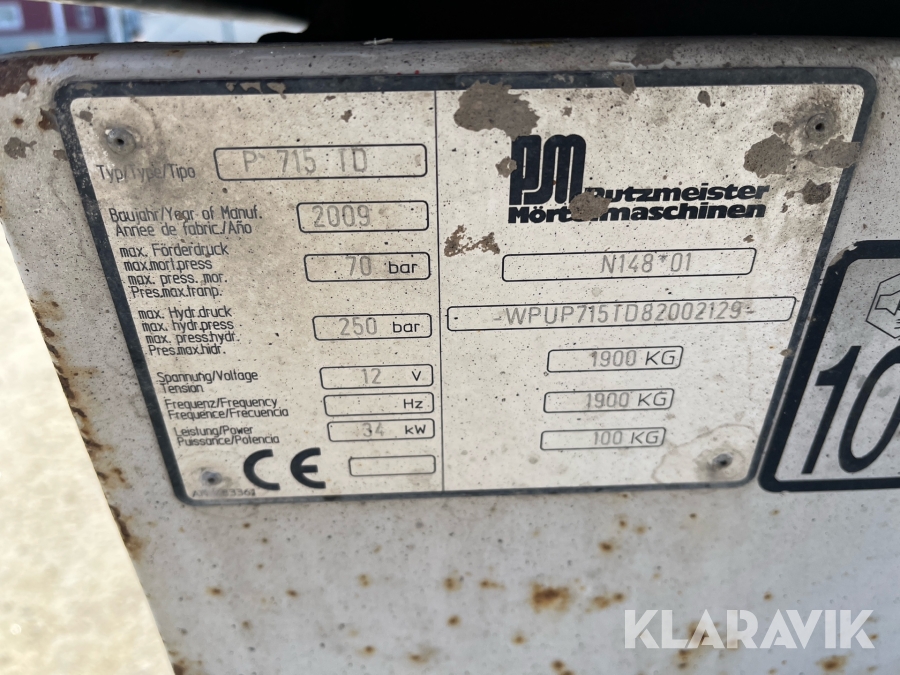 Typ/Type/Tipo P 715 TD
Baujahr/Year of Manuf.
Annee de fabric./Año
2009
max. Förderdruck
max.mort.press
max. press. mor.
Pres.max.tranp.
70 bar
max. Hydr.druck
max. hydr.press
max. press.hydr.
Pres.max.hidr.
250 bar
Spannung/Voltage
Tension
12 V
Frequenz/Frequency
Frequence/Frecuencia
Hz
Leistung/Power
Puissance/Potencia
34 kW
CE
PM Putzmeister
Mörtelmaschinen
N148*01
-WPUP715TD82002129-
1900 KG
1900 KG
100 KG
10
KLARAVIK